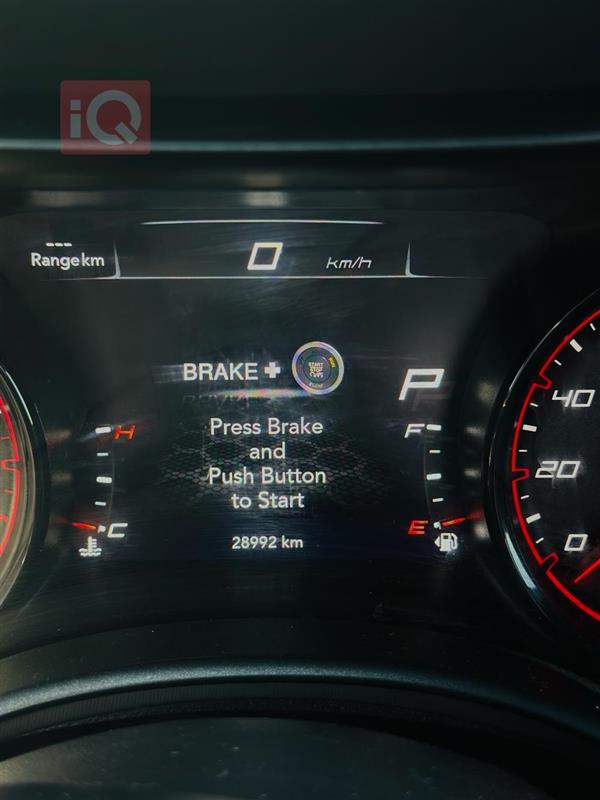 iQ
---
Range km
0 km/h
BRAKE +
START
STOP
P
Press Brake
and
Push Button
to Start
H
C
F
E
28992 km
40
20
0